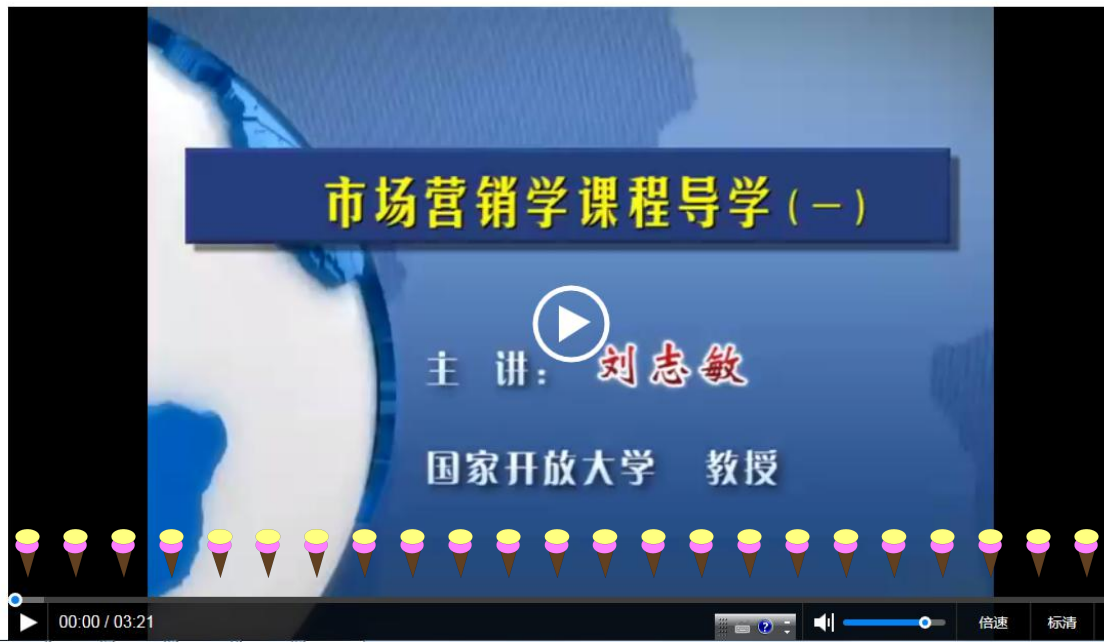 市场营销学课程导学(一)
主 讲：刘志敏
国家开放大学 教授
00:00 / 03:21 倍速 标清